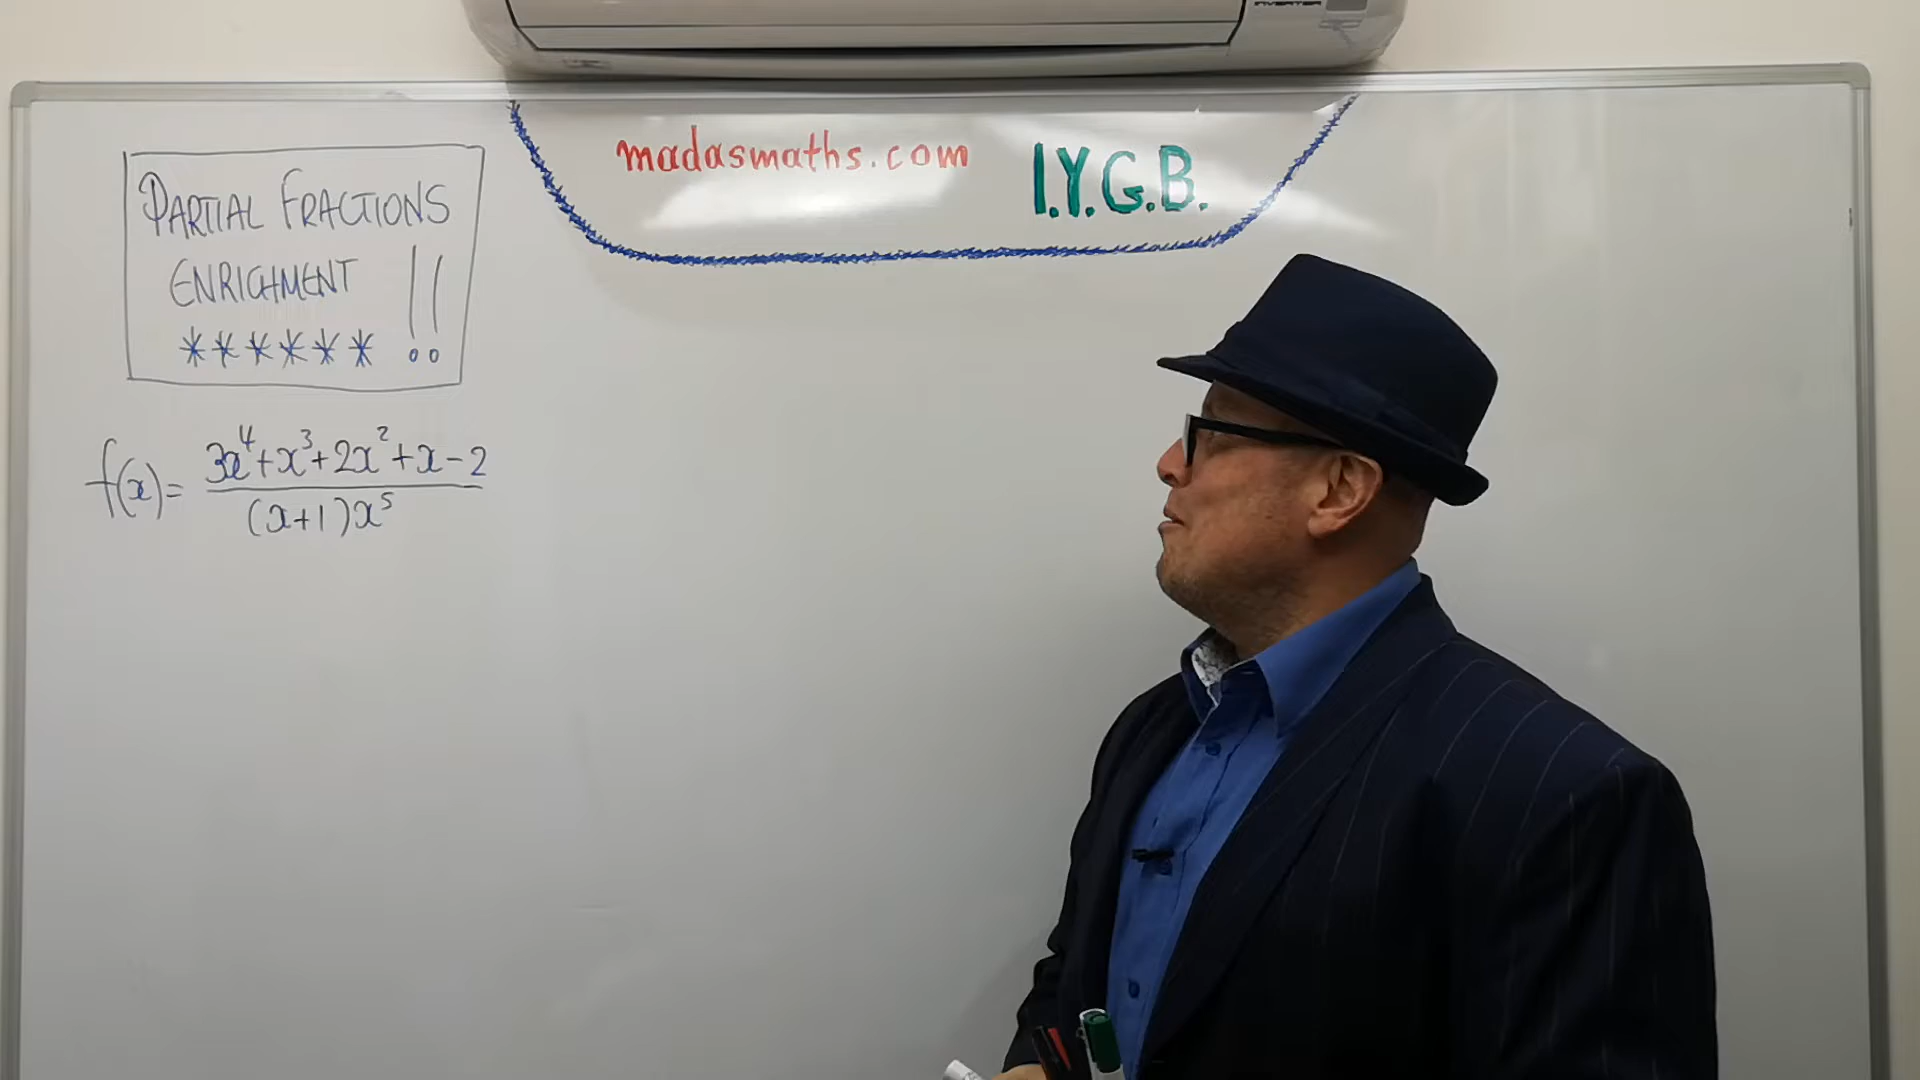 madasmaths.com I.Y.G.B.
PARTIAL FRACTIONS
ENRICHMENT !!
******
f(x) = 3x⁴+x³+2x²+x-2
(x+1)x⁵